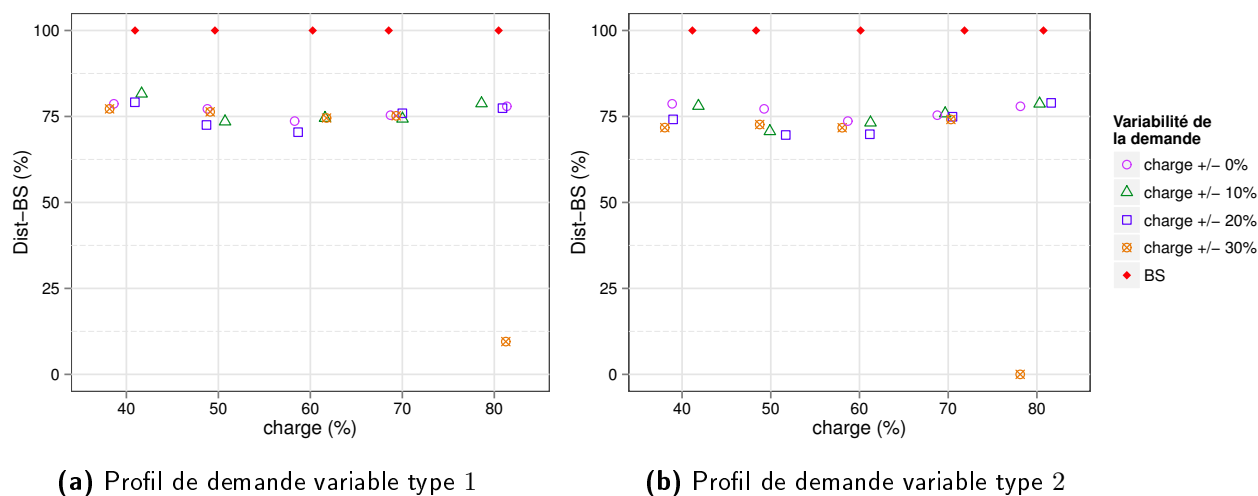 100
75
50
25
0
Dist−BS (%)
40 50 60 70 80
charge (%)
(a) Profil de demande variable type 1
100
75
50
25
0
Dist−BS (%)
40 50 60 70 80
charge (%)
(b) Profil de demande variable type 2
Variabilité de
la demande
charge +/− 0%
charge +/− 10%
charge +/− 20%
charge +/− 30%
BS